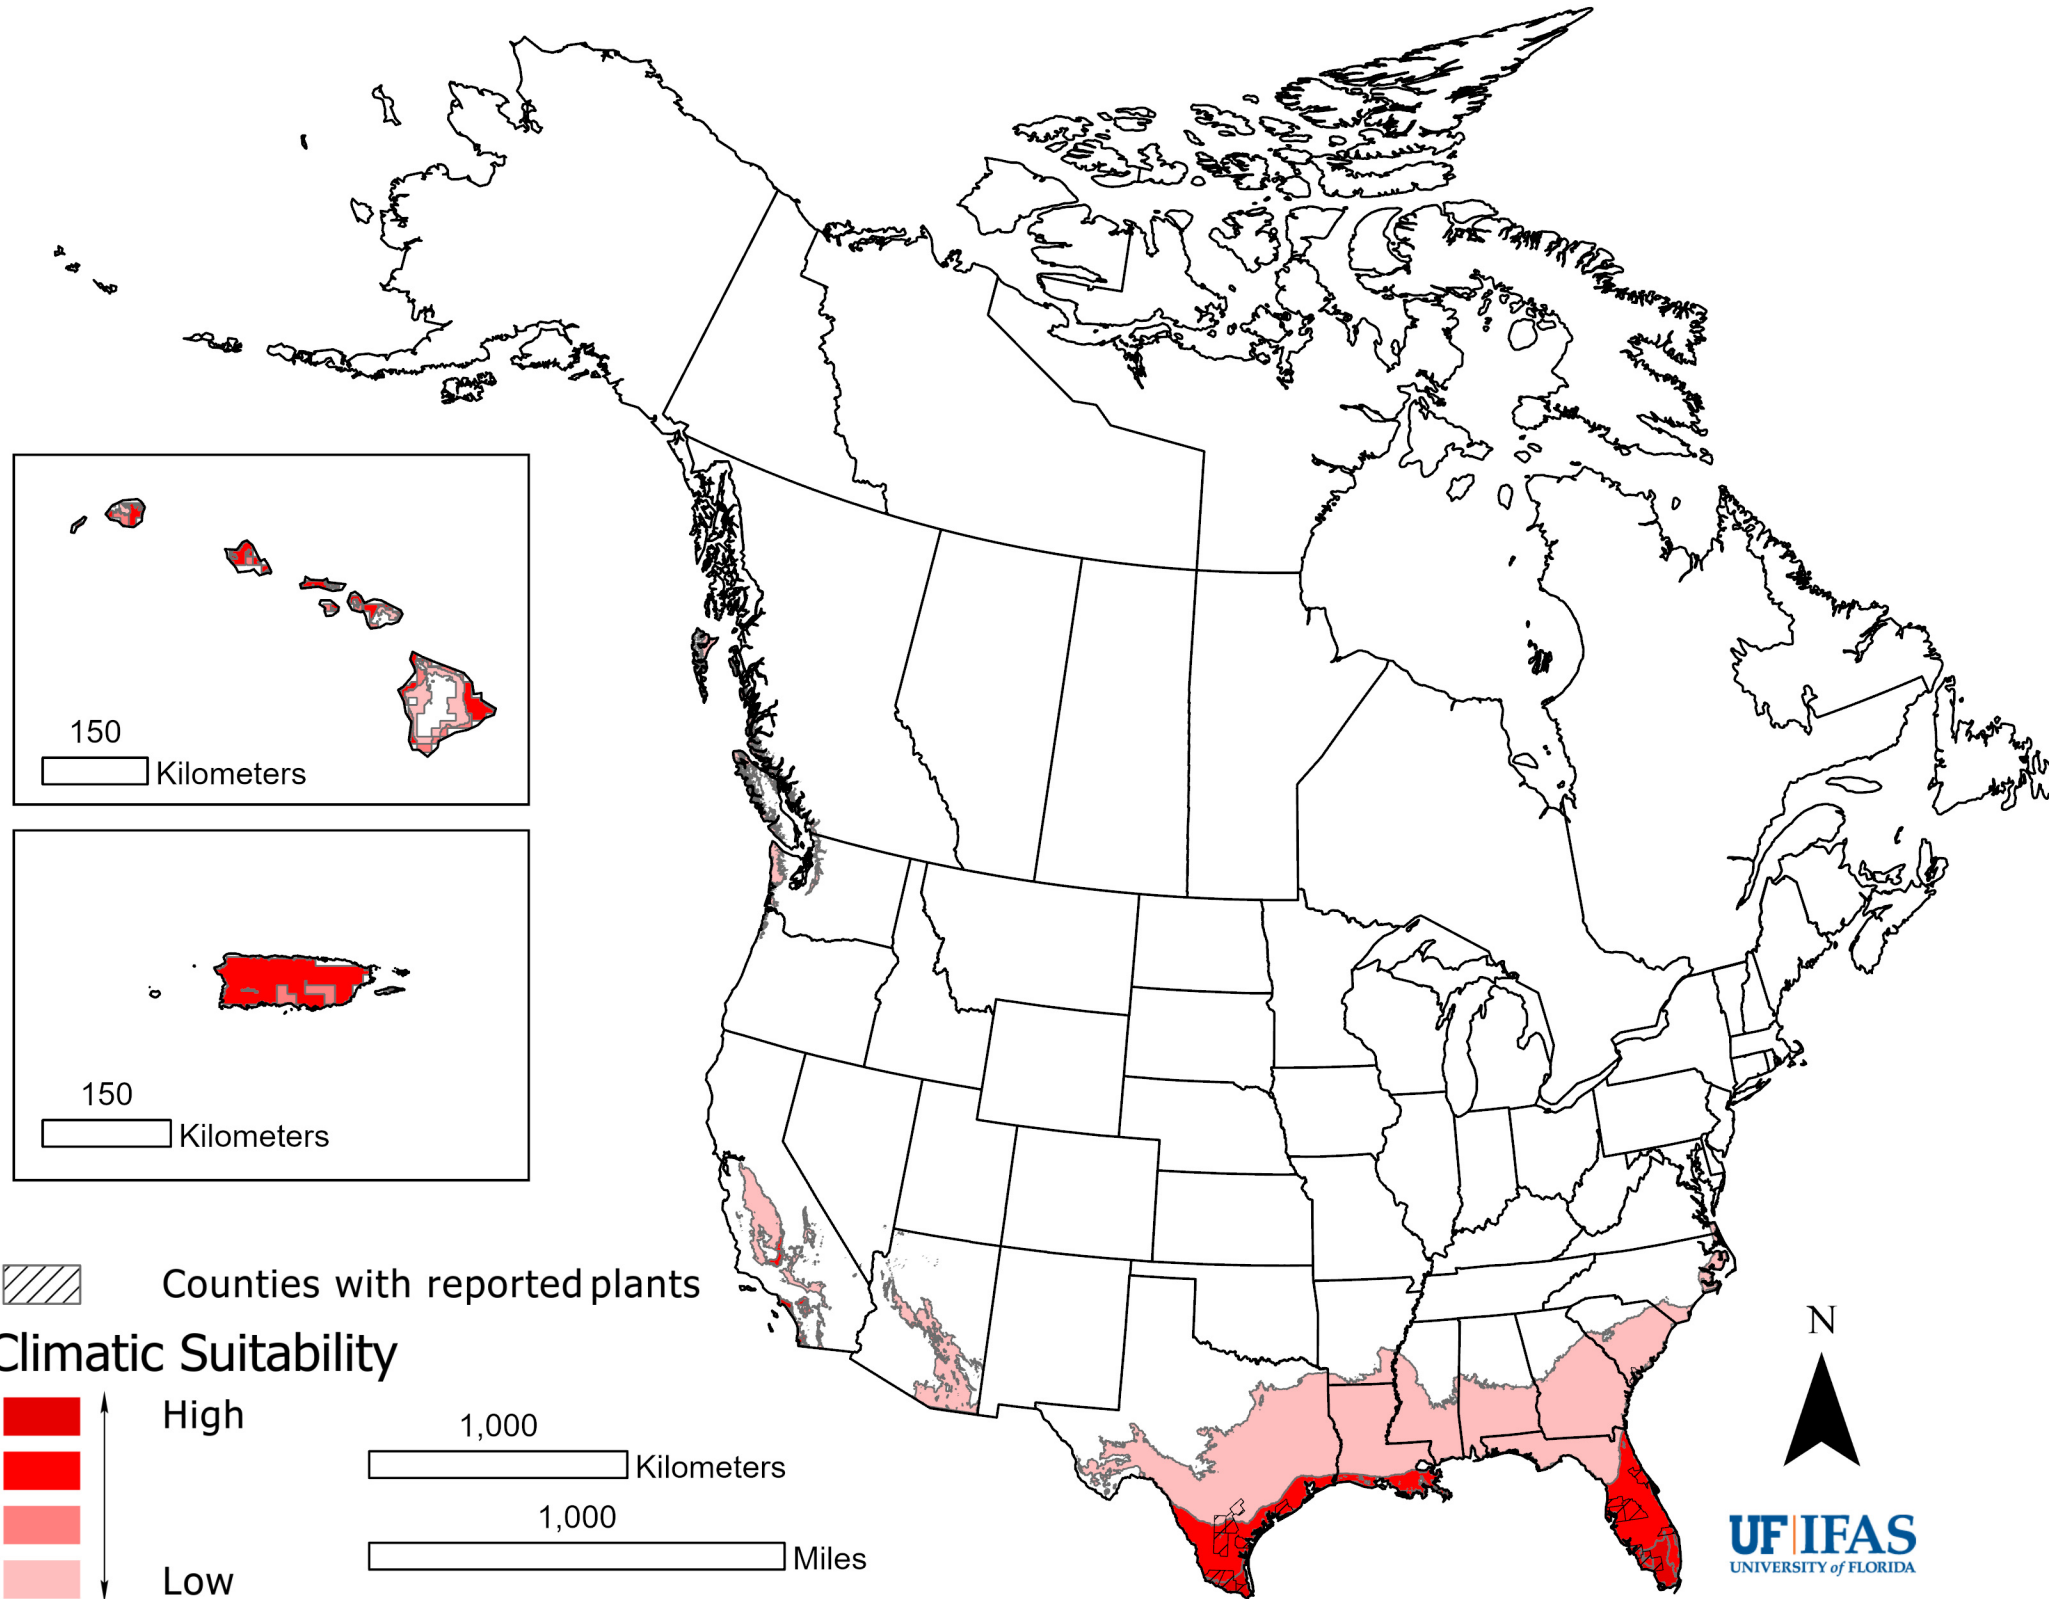 150
Kilometers
150
Kilometers
Counties with reported plants
Climatic Suitability
High
Low
1,000
Kilometers
1,000
Miles
N
UF|IFAS
UNIVERSITY of FLORIDA